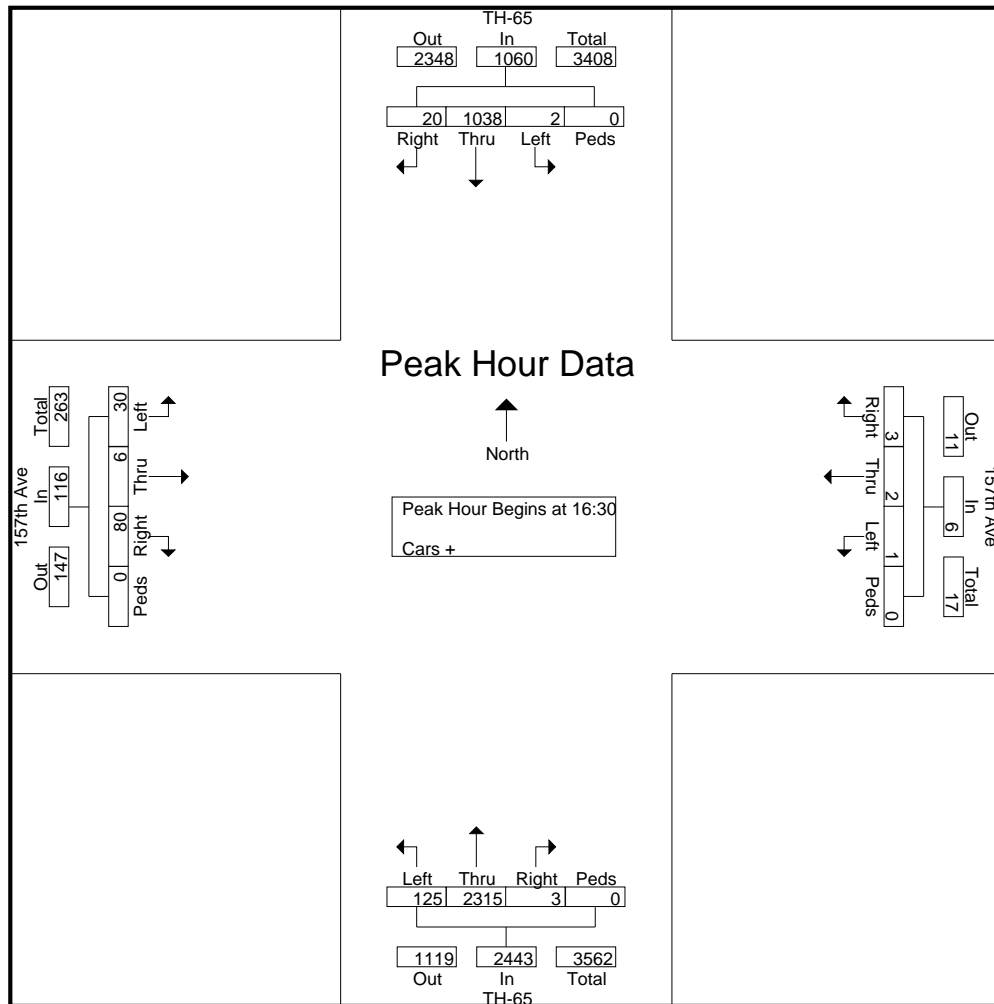 TH-65
Out In Total
2348 1060 3408
20 1038 2 0
Right Thru Left Peds
Peak Hour Data
North
Peak Hour Begins at 16:30
Cars +
157th Ave
Total In Out
263 116 147
30 6 80 0
Left Thru Right Peds
Right Thru Left Peds
3 2 1 0
Out In Total
11 6 17
157th Ave
Left Thru Right Peds
125 2315 3 0
1119 2443 3562
Out In Total
TH-65